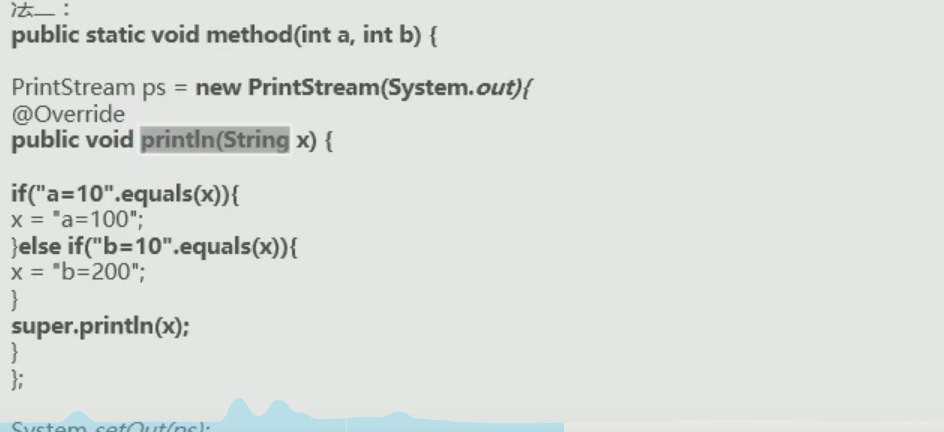 法二：
public static void method(int a, int b) {
PrintStream ps = new PrintStream(System.out){
@Override
public void println(String x) {
if("a=10".equals(x)){
x = "a=100";
}else if("b=10".equals(x)){
x = "b=200";
}
super.println(x);
}
};
System.setOut(ps);